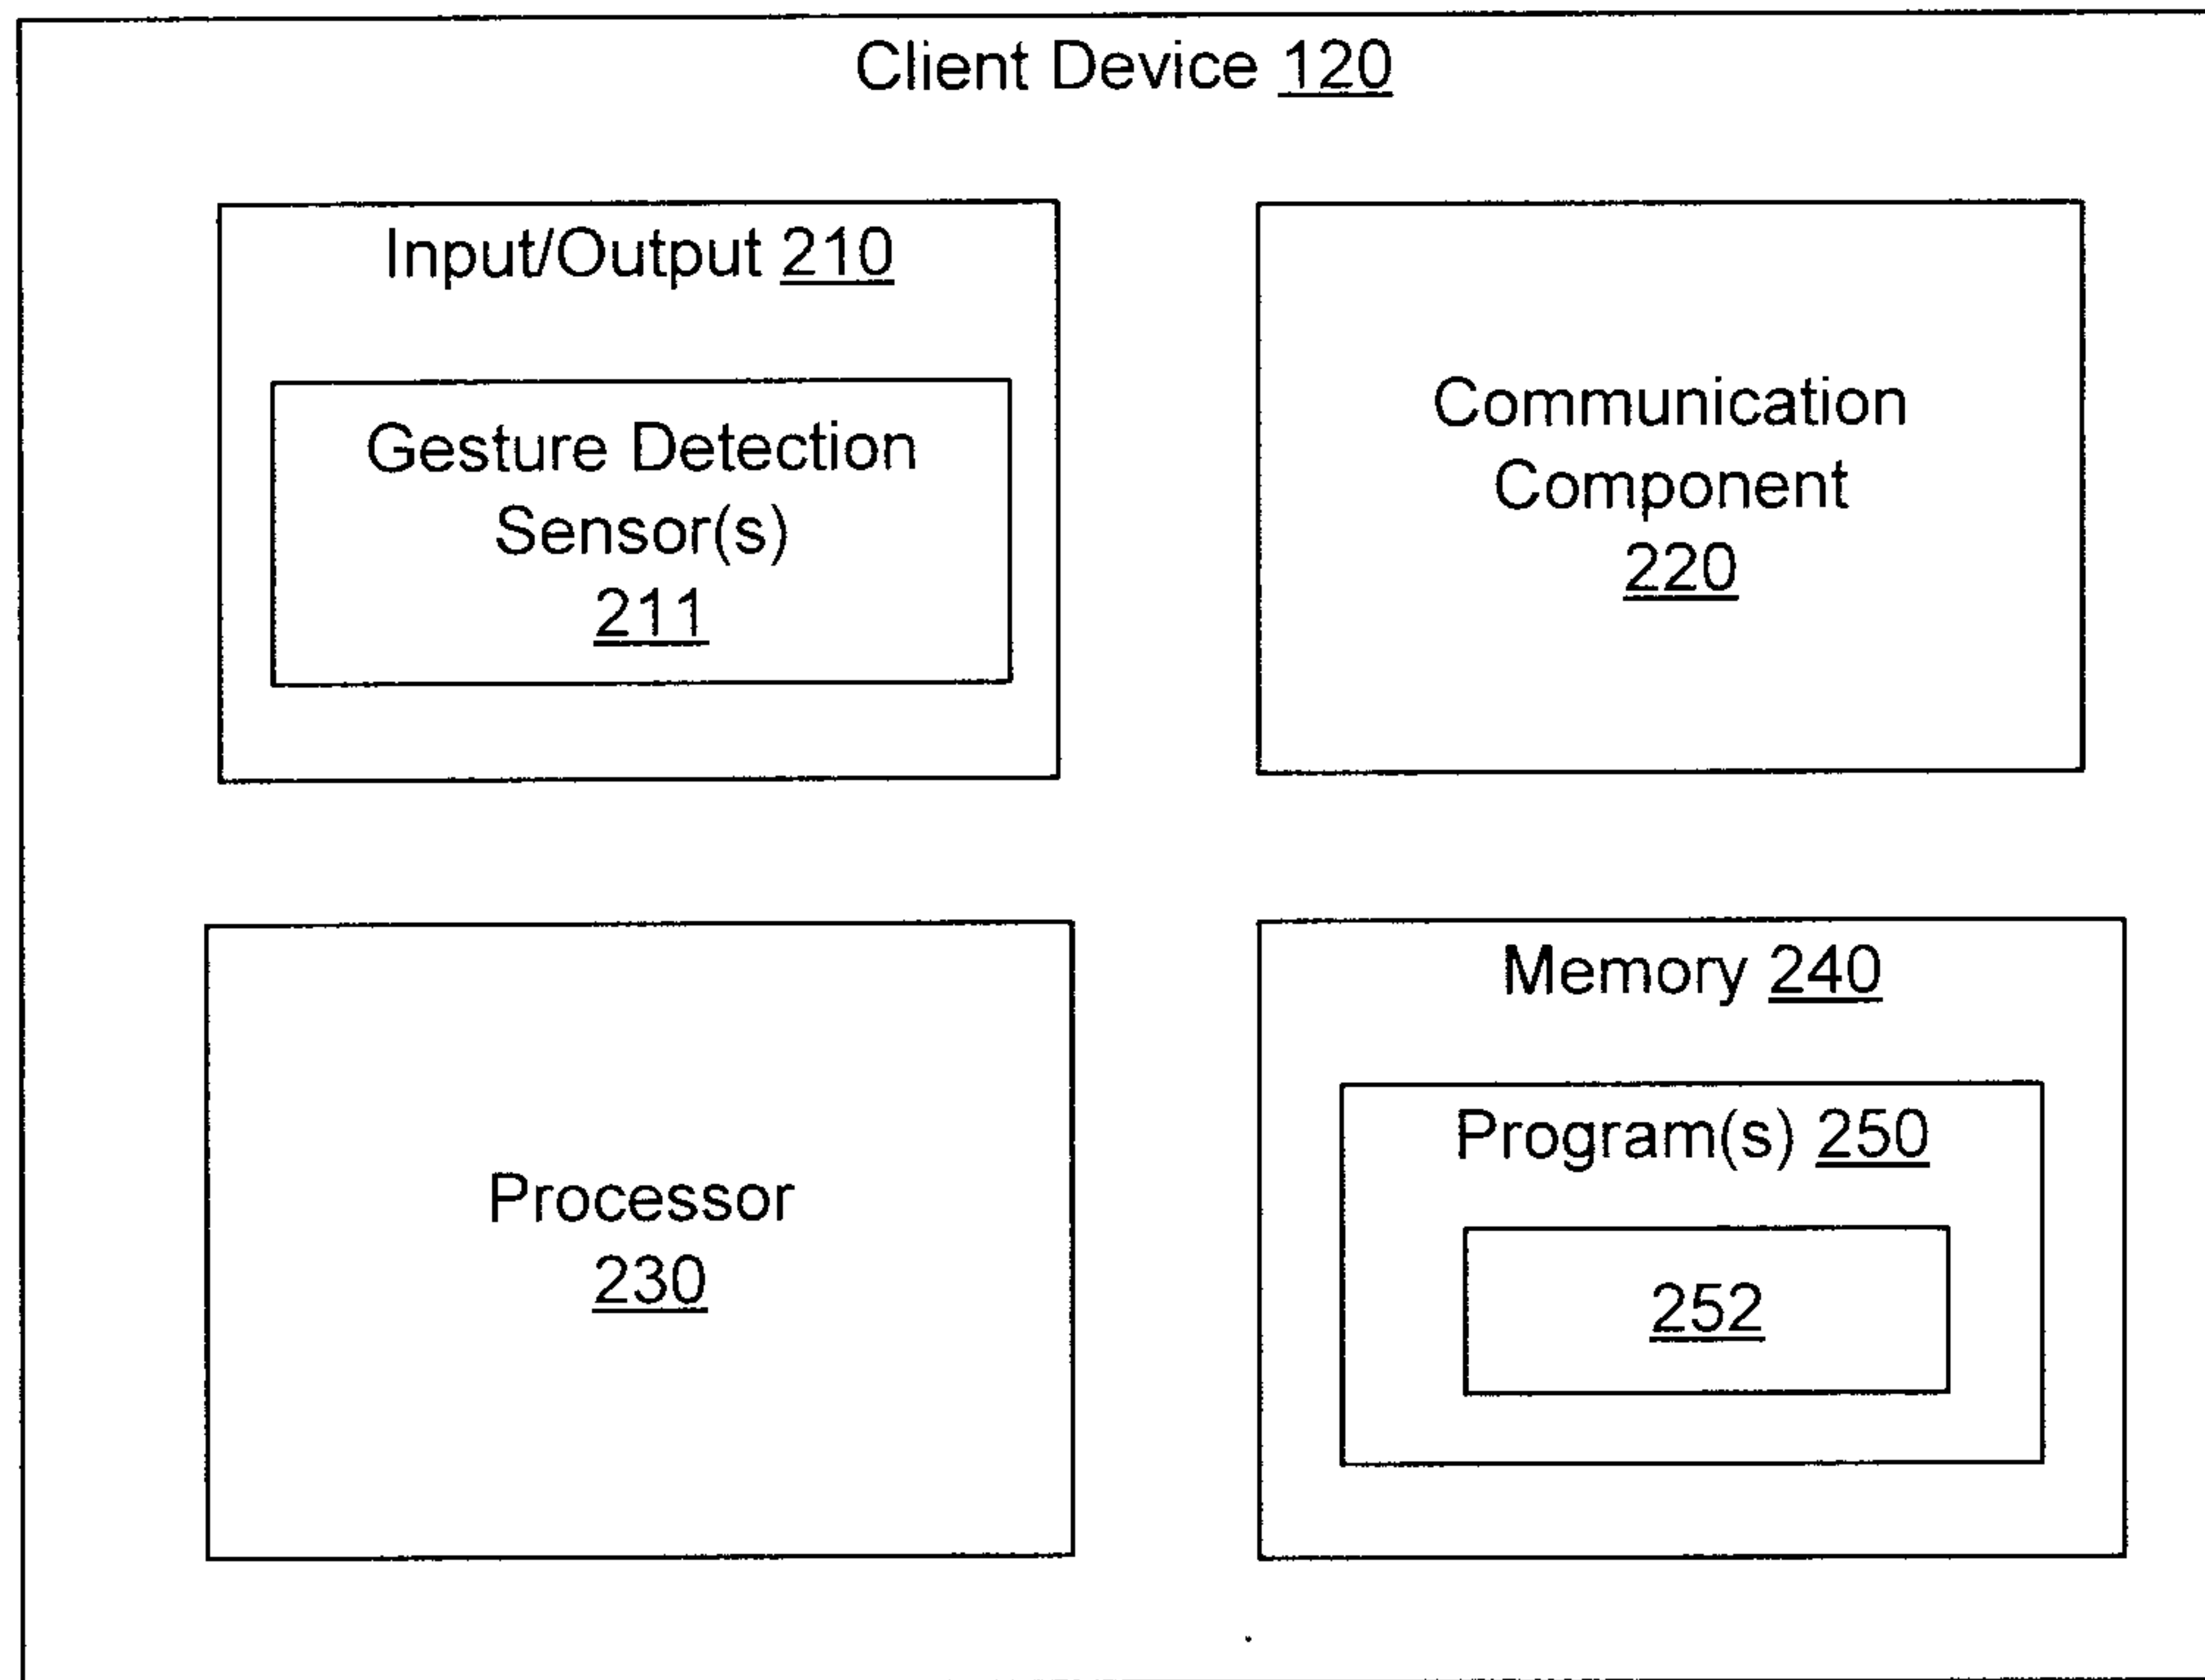 Client Device 120
Input/Output 210
Gesture Detection
Sensor(s)
211
Communication
Component
220
Processor
230
Memory 240
Program(s) 250
252